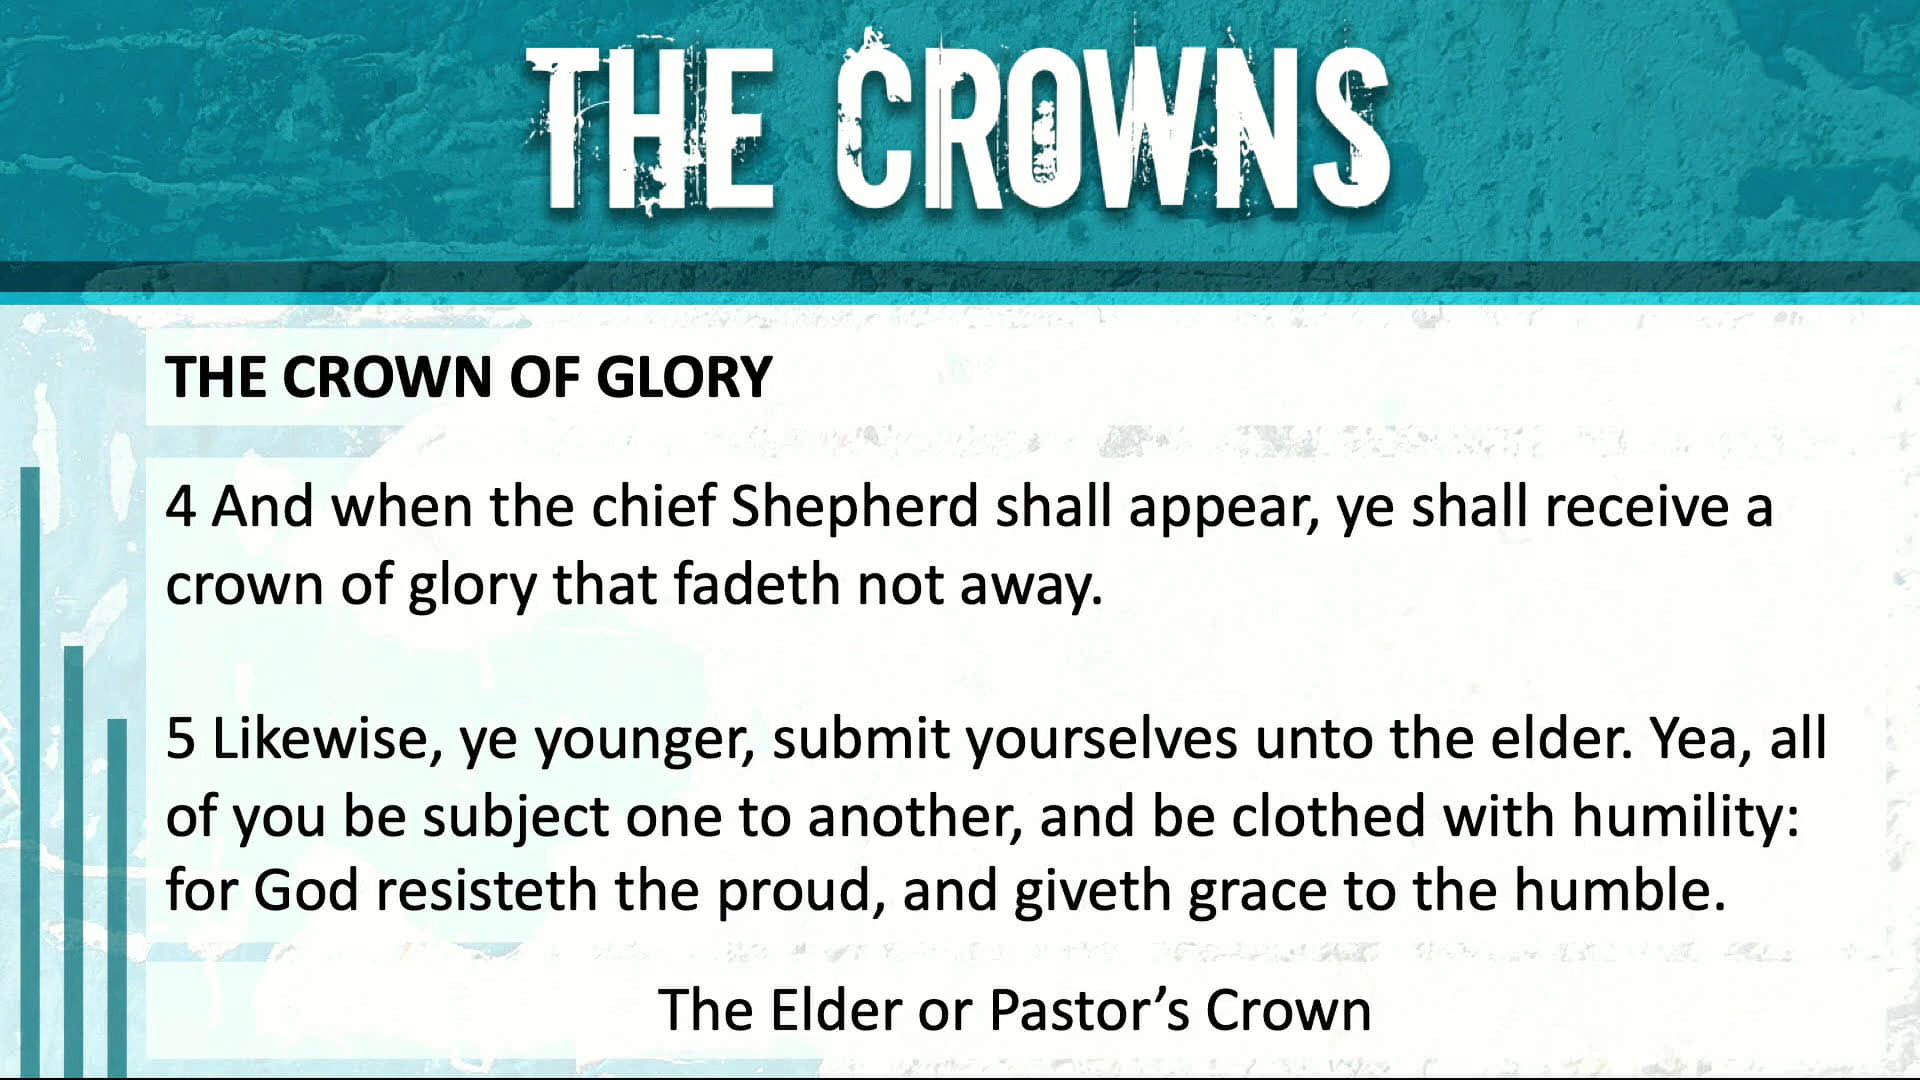 THE CROWNS
THE CROWN OF GLORY
4 And when the chief Shepherd shall appear, ye shall receive a
crown of glory that fadeth not away.
5 Likewise, ye younger, submit yourselves unto the elder. Yea, all
of you be subject one to another, and be clothed with humility:
for God resisteth the proud, and giveth grace to the humble.
The Elder or Pastor’s Crown